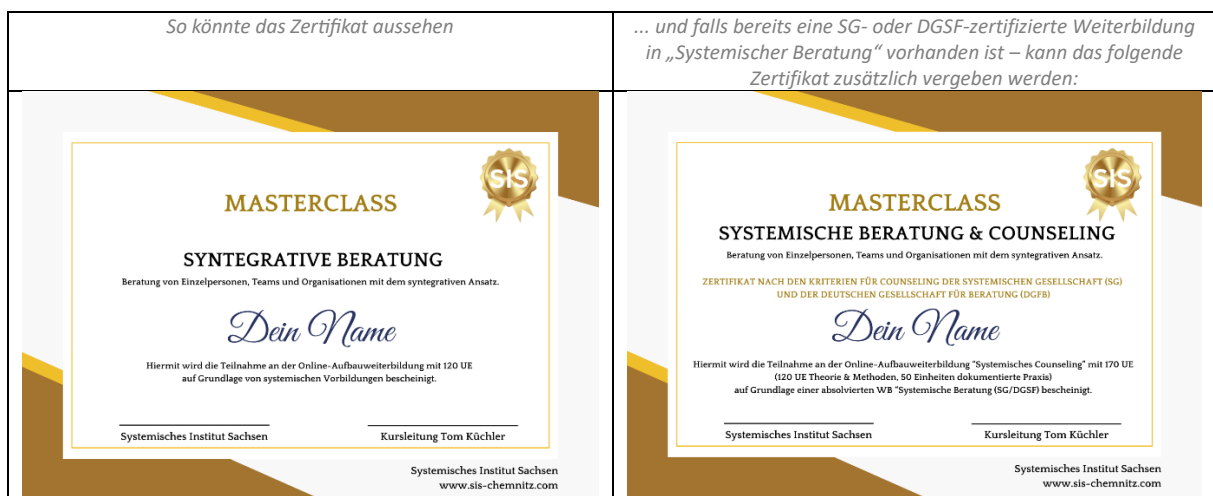 So könnte das Zertifikat aussehen
... und falls bereits eine SG- oder DGSF-zertifizierte Weiterbildung
in „Systemischer Beratung“ vorhanden ist – kann das folgende
Zertifikat zusätzlich vergeben werden:
SIS
MASTERCLASS
SYNTEGRATIVE BERATUNG
Beratung von Einzelpersonen, Teams und Organisationen mit dem syntegrativen Ansatz.
Dein Name
Hiermit wird die Teilnahme an der Online-Aufbauweiterbildung mit 120 UE
auf Grundlage von systemischen Vorbildungen bescheinigt.
Systemisches Institut Sachsen
Kursleitung Tom Küchler
Systemisches Institut Sachsen
www.sis-chemnitz.com
SIS
MASTERCLASS
SYSTEMISCHE BERATUNG & COUNSELING
Beratung von Einzelpersonen, Teams und Organisationen mit dem syntegrativen Ansatz.
ZERTIFIKAT NACH DEN KRITERIEN FÜR COUNSELING DER SYSTEMISCHEN GESELLSCHAFT (SG)
UND DER DEUTSCHEN GESELLSCHAFT FÜR BERATUNG (DGFB)
Dein Name
Hiermit wird die Teilnahme an der Online-Aufbauweiterbildung "Systemisches Counseling" mit 170 UE
(120 UE Theorie & Methoden, 50 Einheiten dokumentierte Praxis)
auf Grundlage einer absolvierten WB "Systemische Beratung (SG/DGSF) bescheinigt.
Systemisches Institut Sachsen
Kursleitung Tom Küchler
Systemisches Institut Sachsen
www.sis-chemnitz.com